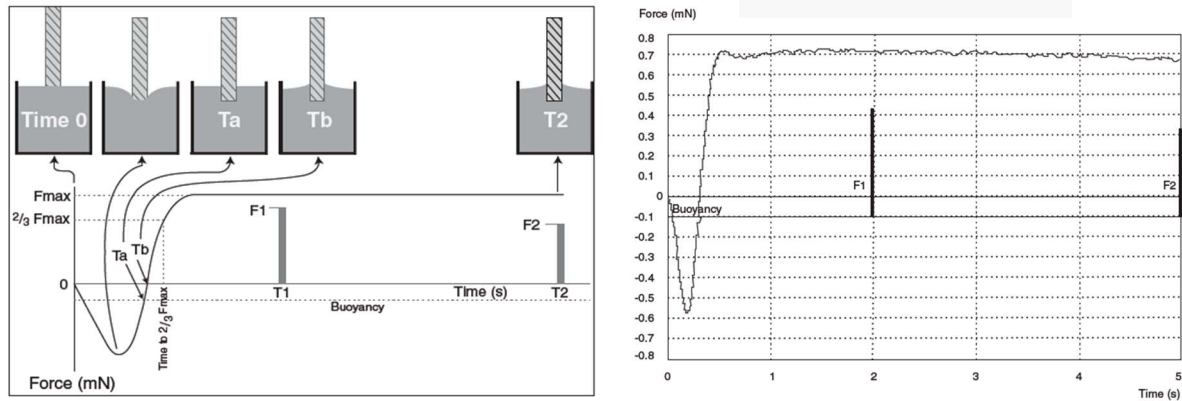 Time 0
Ta
Tb
T2
Fmax
2/3 Fmax
F1
F2
Ta
Tb
0
T1
Time (s)
T2
Buoyancy
Time to 2/3 Fmax
Force (mN)
Force (mN)
0.8
0.7
0.6
0.5
0.4
0.3
0.2
0.1
F1
F2
0
Buoyancy
-0.1
-0.2
-0.3
-0.4
-0.5
-0.6
-0.7
-0.8
0
1
2
3
4
5
Time (s)